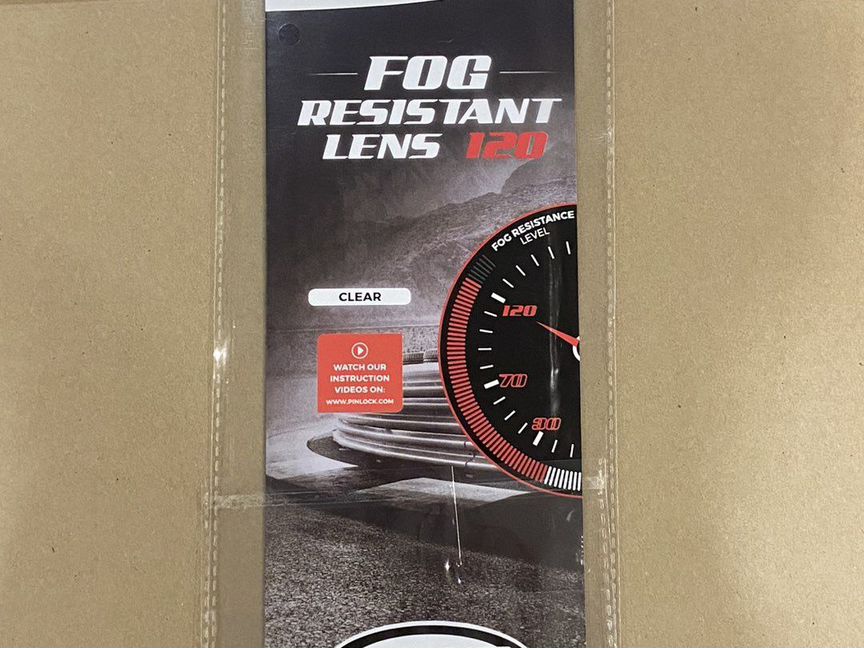 FOG
RESISTANT
LENS 120
FOG RESISTANCE
LEVEL
CLEAR
120
WATCH OUR
INSTRUCTION
VIDEOS ON:
WWW.PINLOCK.COM
70
30